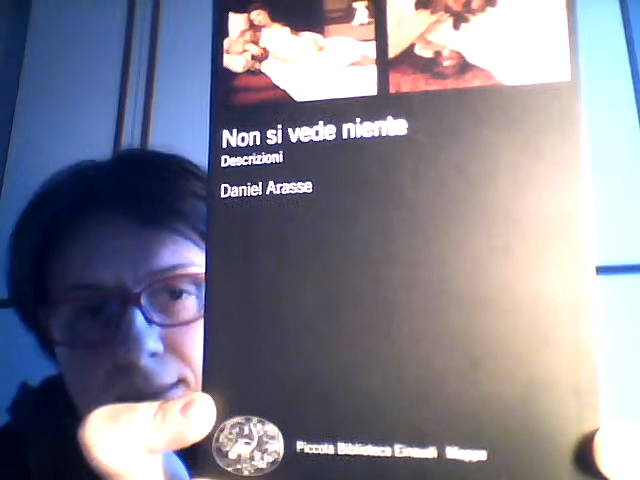 Non si vede niente
Descrizioni
Daniel Arasse
Piccola Biblioteca Einaudi Mappe